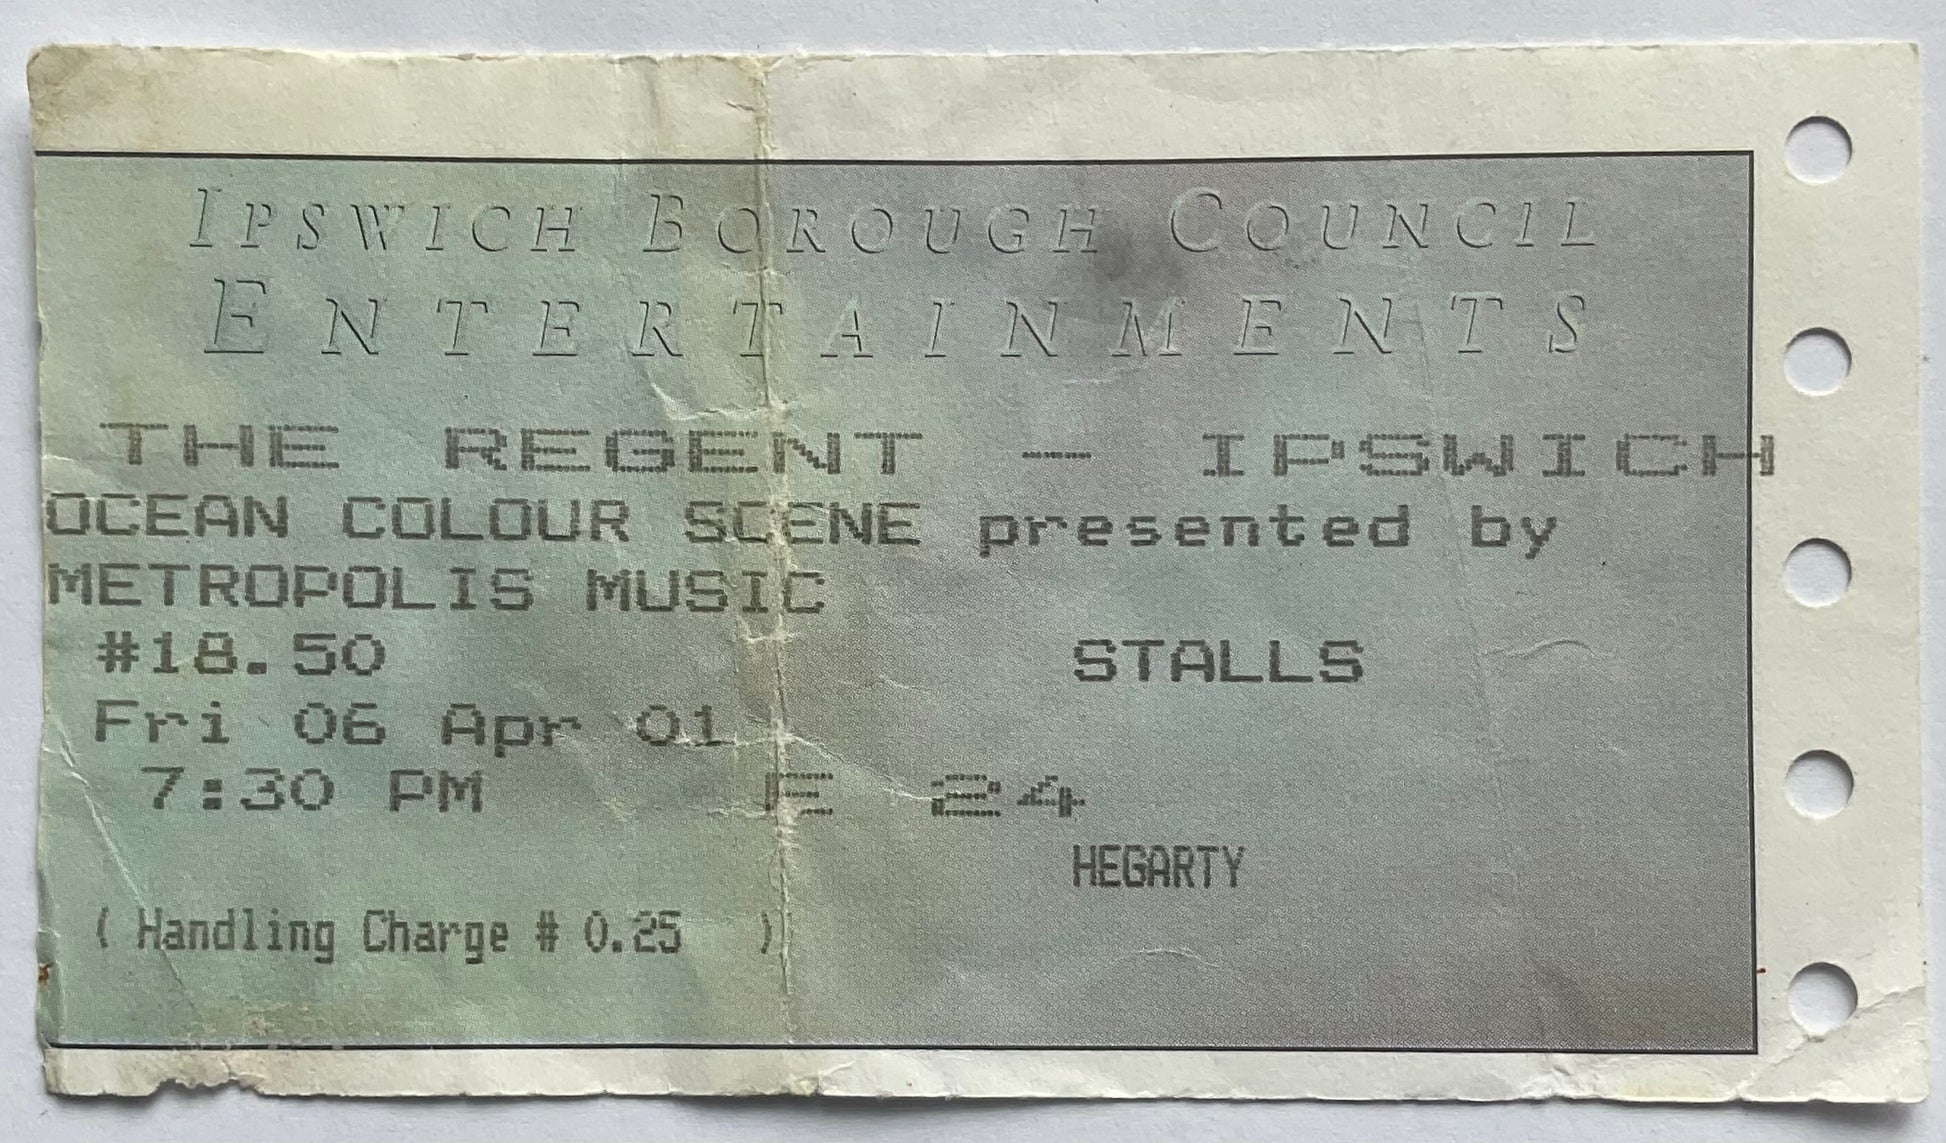 IPSWICH BOROUGH COUNCIL
ENTERTAINMENTS
THE REGENT - IPSWICH
OCEAN COLOUR SCENE presented by
METROPOLIS MUSIC
#18.50 STALLS
Fri 06 Apr 01
7:30 PM E 24
HEGARTY
( Handling Charge # 0.25 )